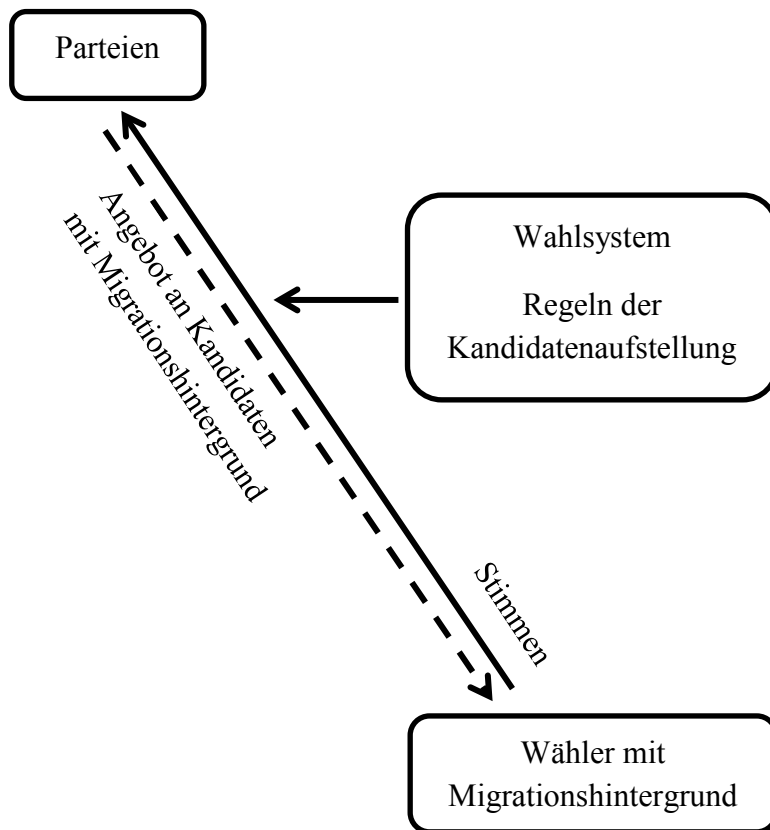 Parteien
Angebot an Kandidaten
mit Migrationshintergrund
Wahlsystem
Regeln der
Kandidatenaufstellung
Stimmen
Wähler mit
Migrationshintergrund